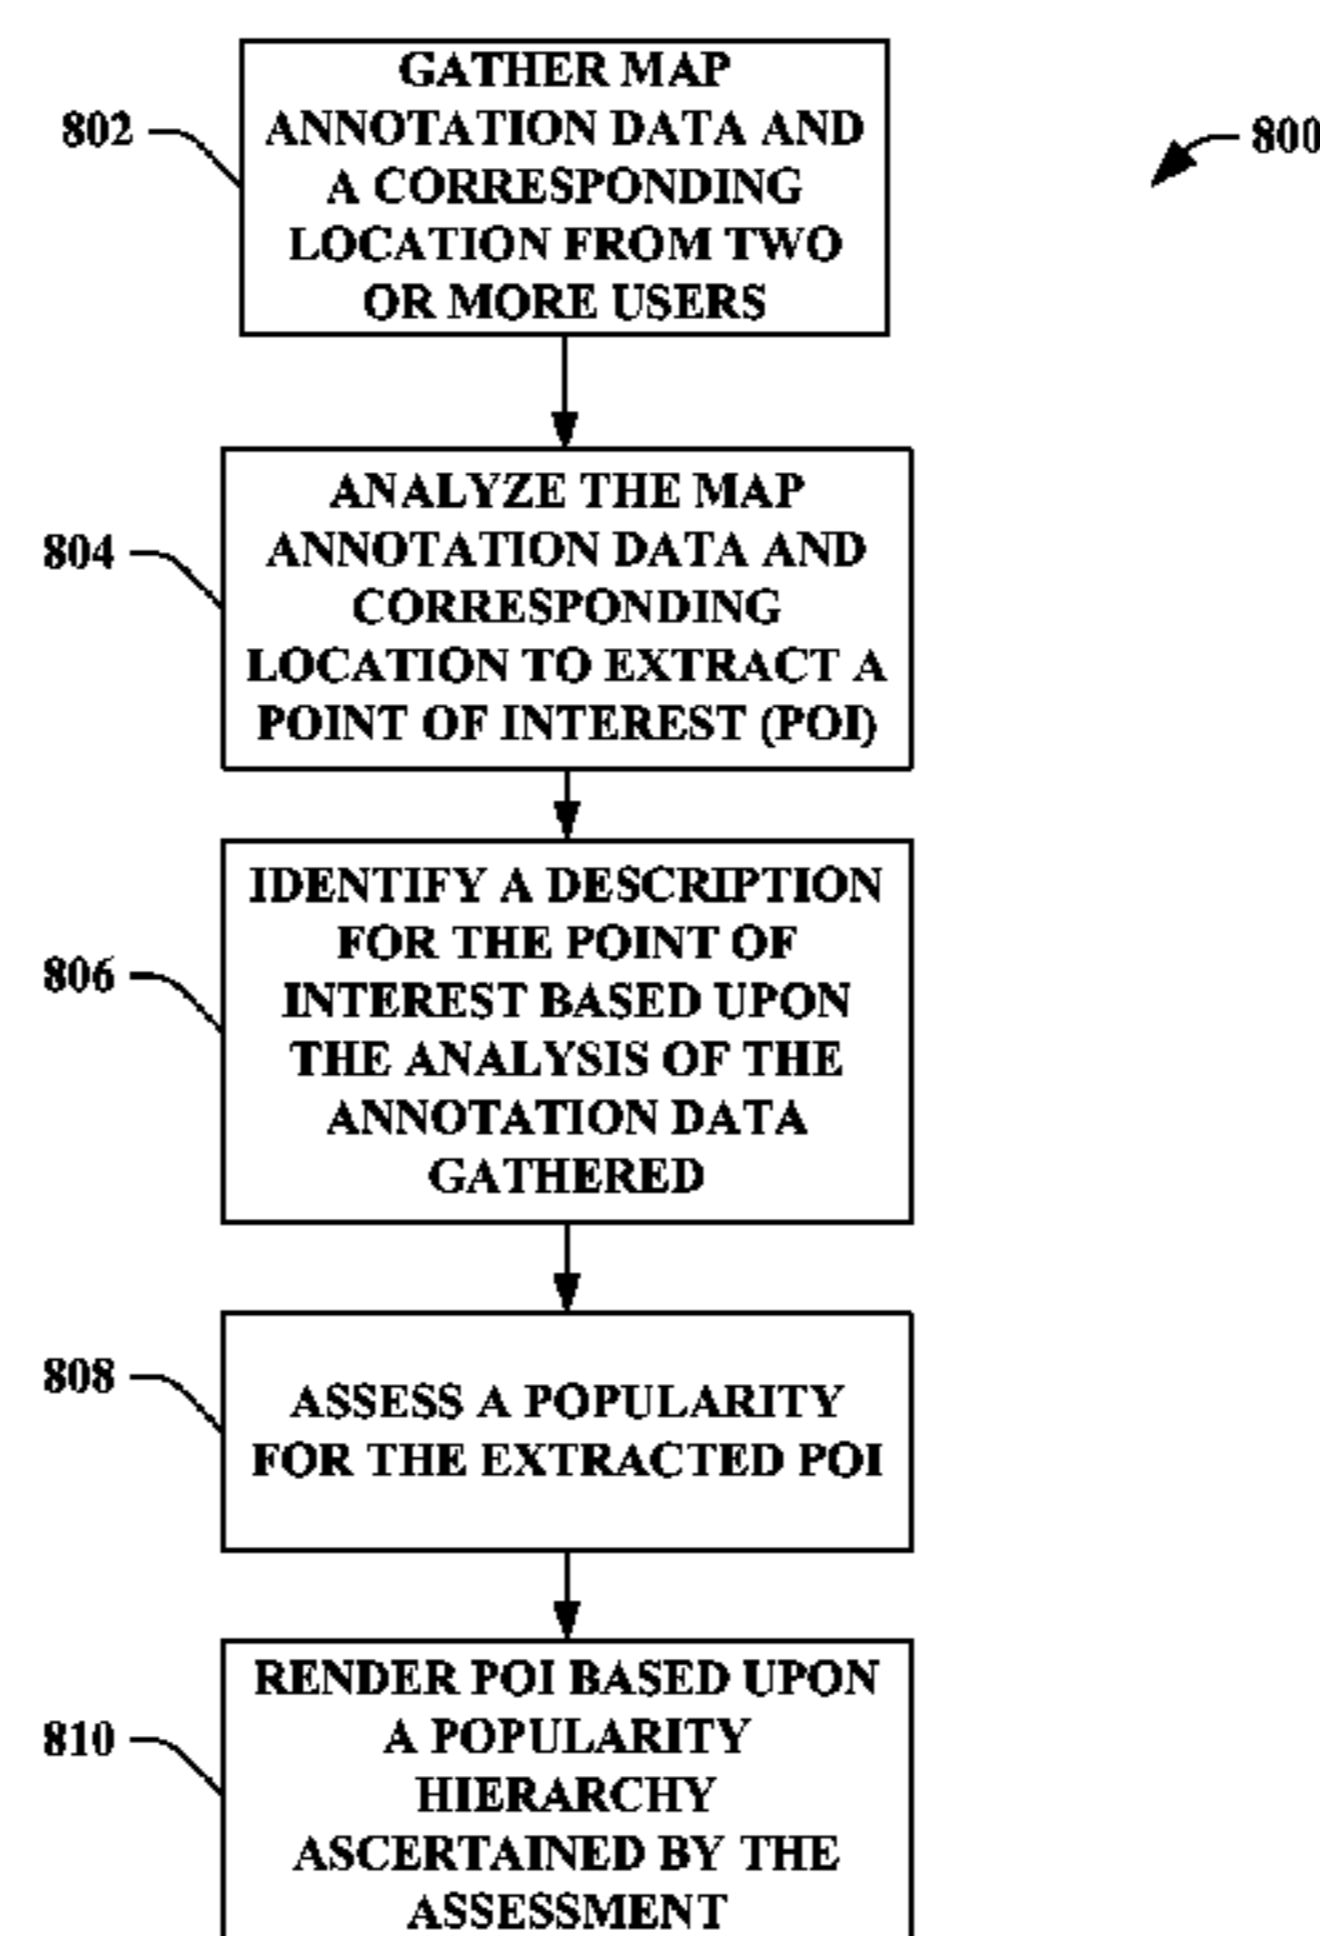 GATHER MAP
ANNOTATION DATA AND
A CORRESPONDING
LOCATION FROM TWO
OR MORE USERS
802
800
ANALYZE THE MAP
ANNOTATION DATA AND
CORRESPONDING
LOCATION TO EXTRACT A
POINT OF INTEREST (POI)
804
IDENTIFY A DESCRIPTION
FOR THE POINT OF
INTEREST BASED UPON
THE ANALYSIS OF THE
ANNOTATION DATA
GATHERED
806
ASSESS A POPULARITY
FOR THE EXTRACTED POI
808
RENDER POI BASED UPON
A POPULARITY
HIERARCHY
ASCERTAINED BY THE
ASSESSMENT
810